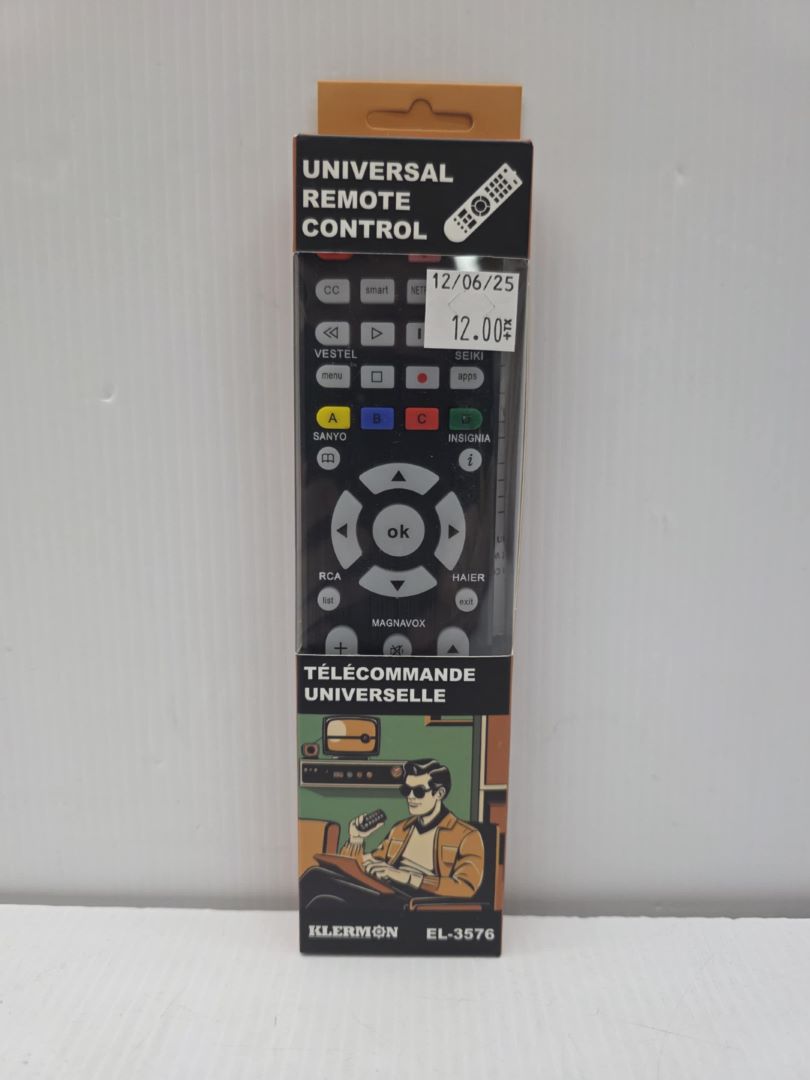 UNIVERSAL
REMOTE
CONTROL
12/06/25
12.00+TX
CC
smart
VESTEL
SEIKI
menu
apps
A B C D
SANYO
INSIGNIA
i
ok
RCA
HAIER
list
exit
MAGNAVOX
+
TÉLÉCOMMANDE
UNIVERSELLE
KLERMON
EL-3576